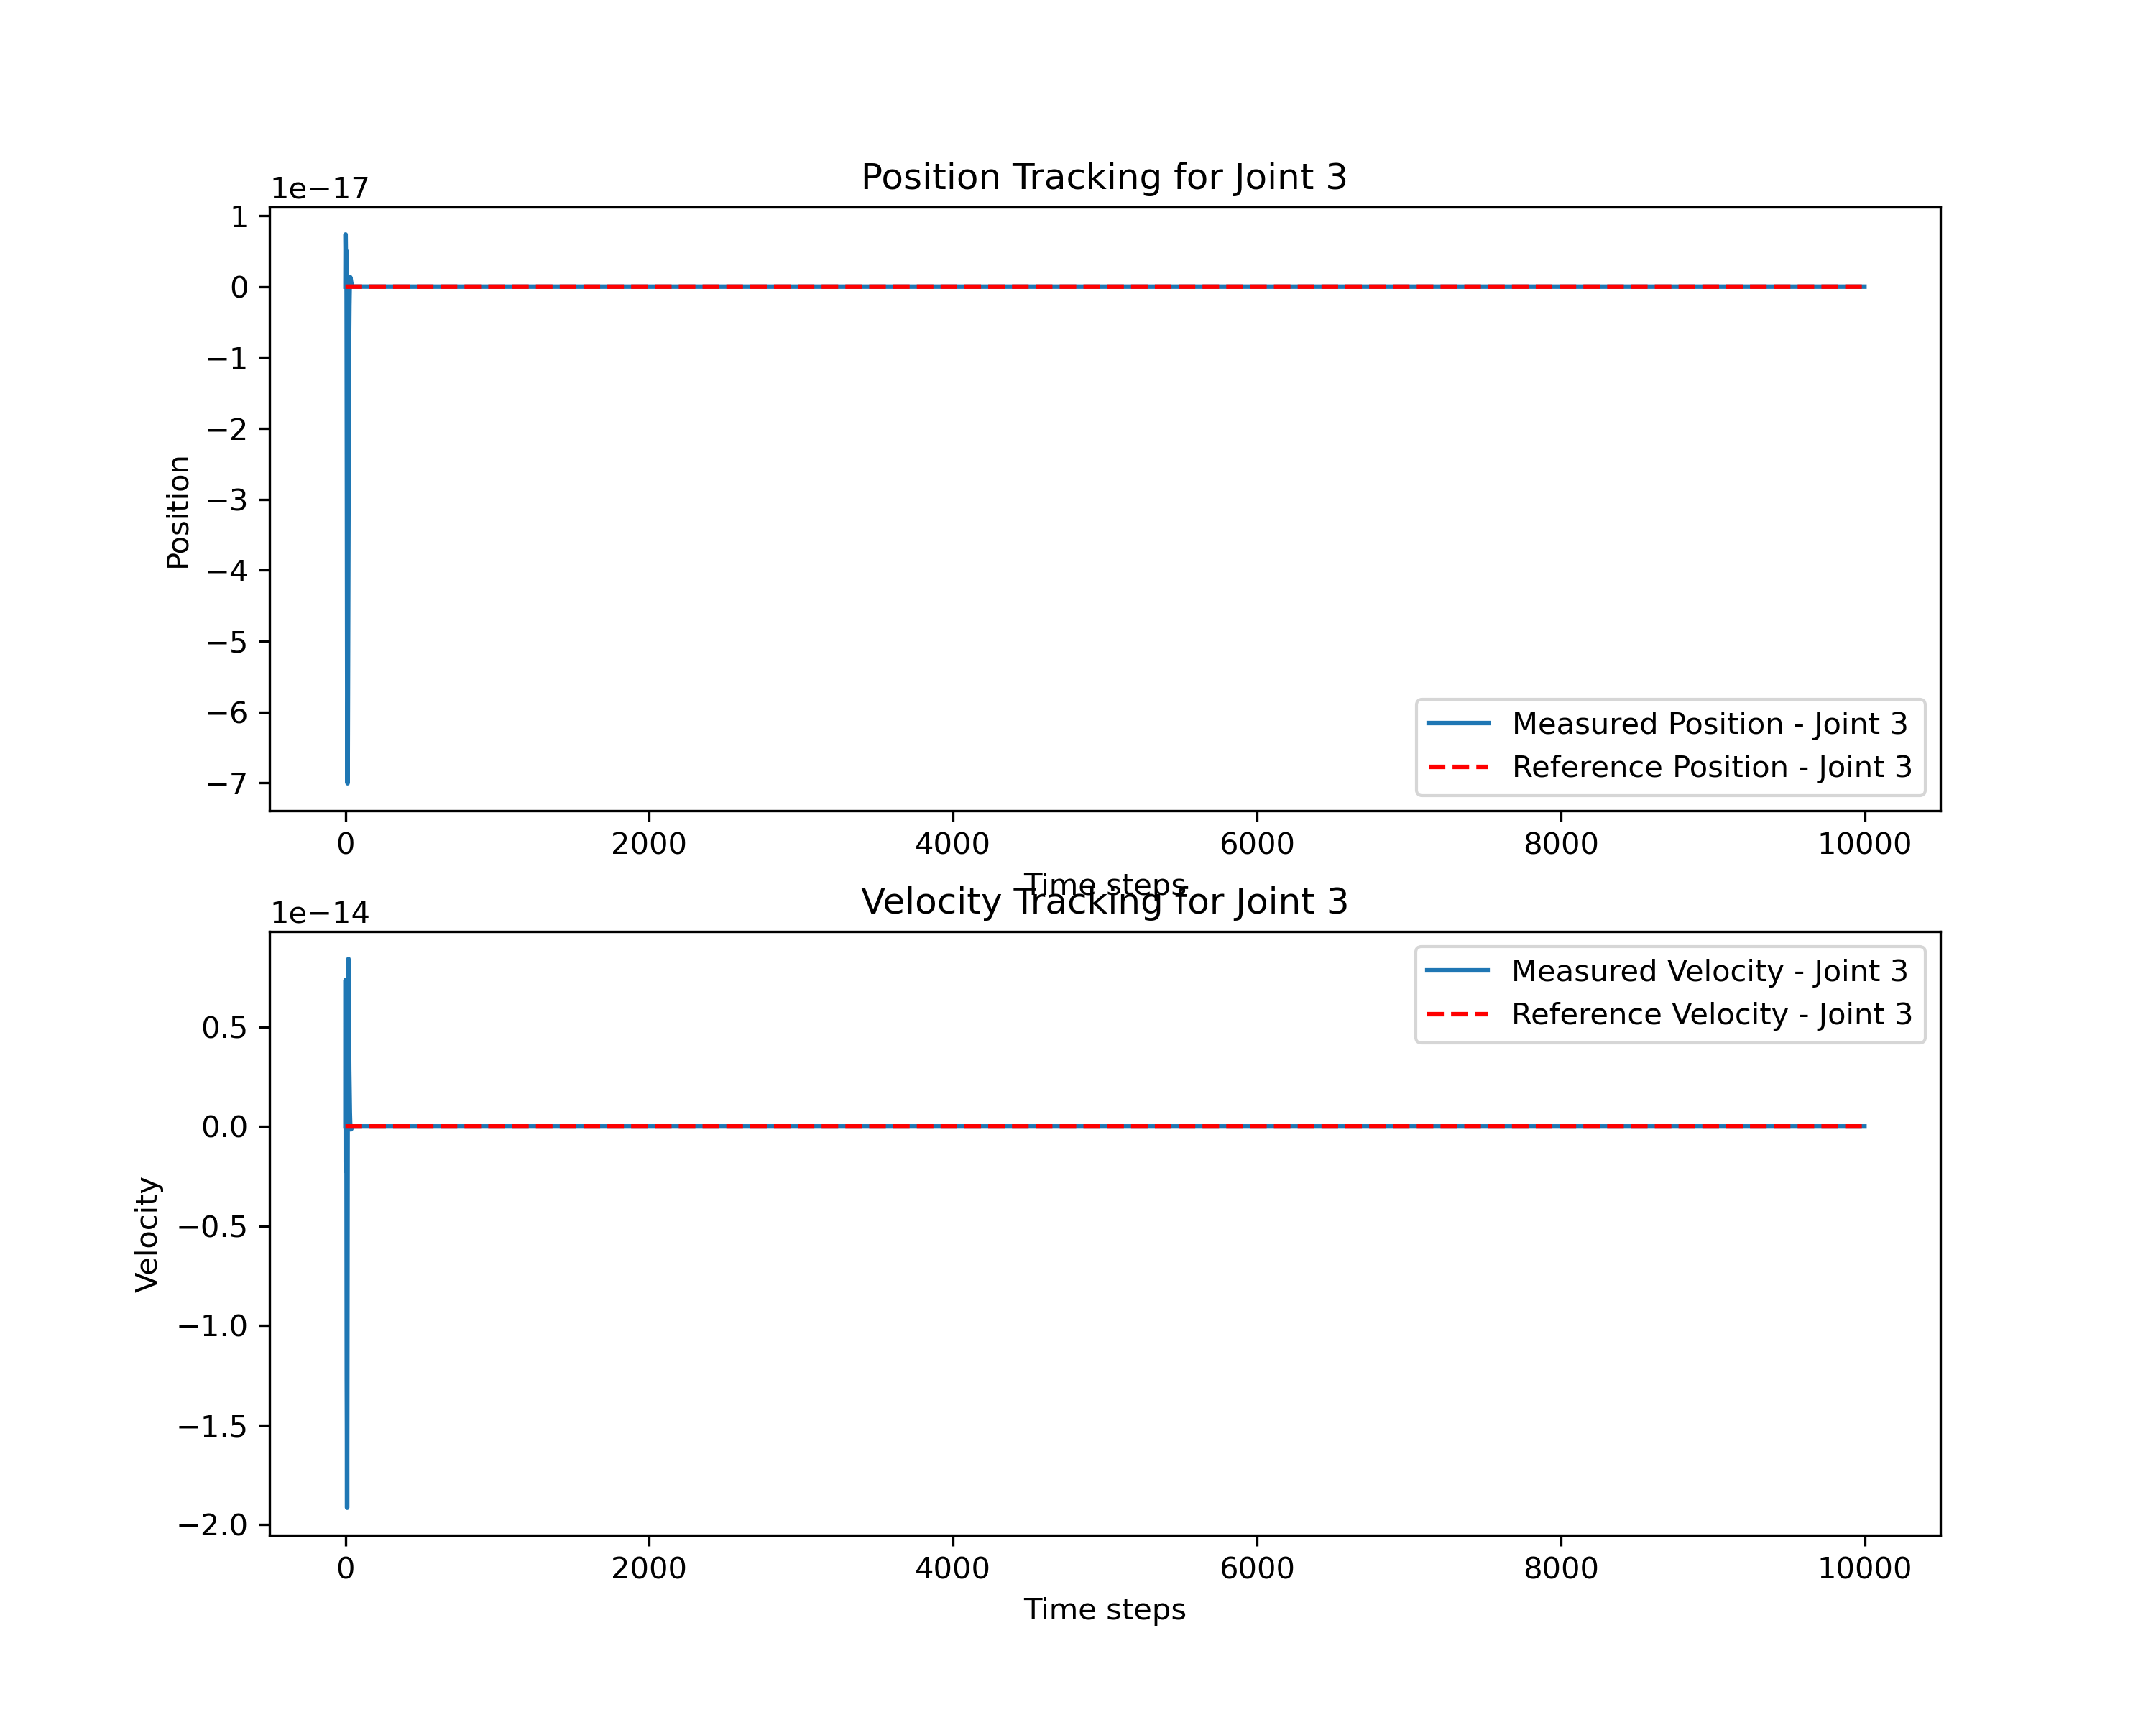 Position Tracking for Joint 3
1e−17
1
0
−1
−2
−3
−4
−5
−6
−7
Position
Measured Position - Joint 3
Reference Position - Joint 3
0 2000 4000 6000 8000 10000
Time steps
Velocity Tracking for Joint 3
1e−14
Measured Velocity - Joint 3
Reference Velocity - Joint 3
0.5
0.0
−0.5
−1.0
−1.5
−2.0
Velocity
0 2000 4000 6000 8000 10000
Time steps